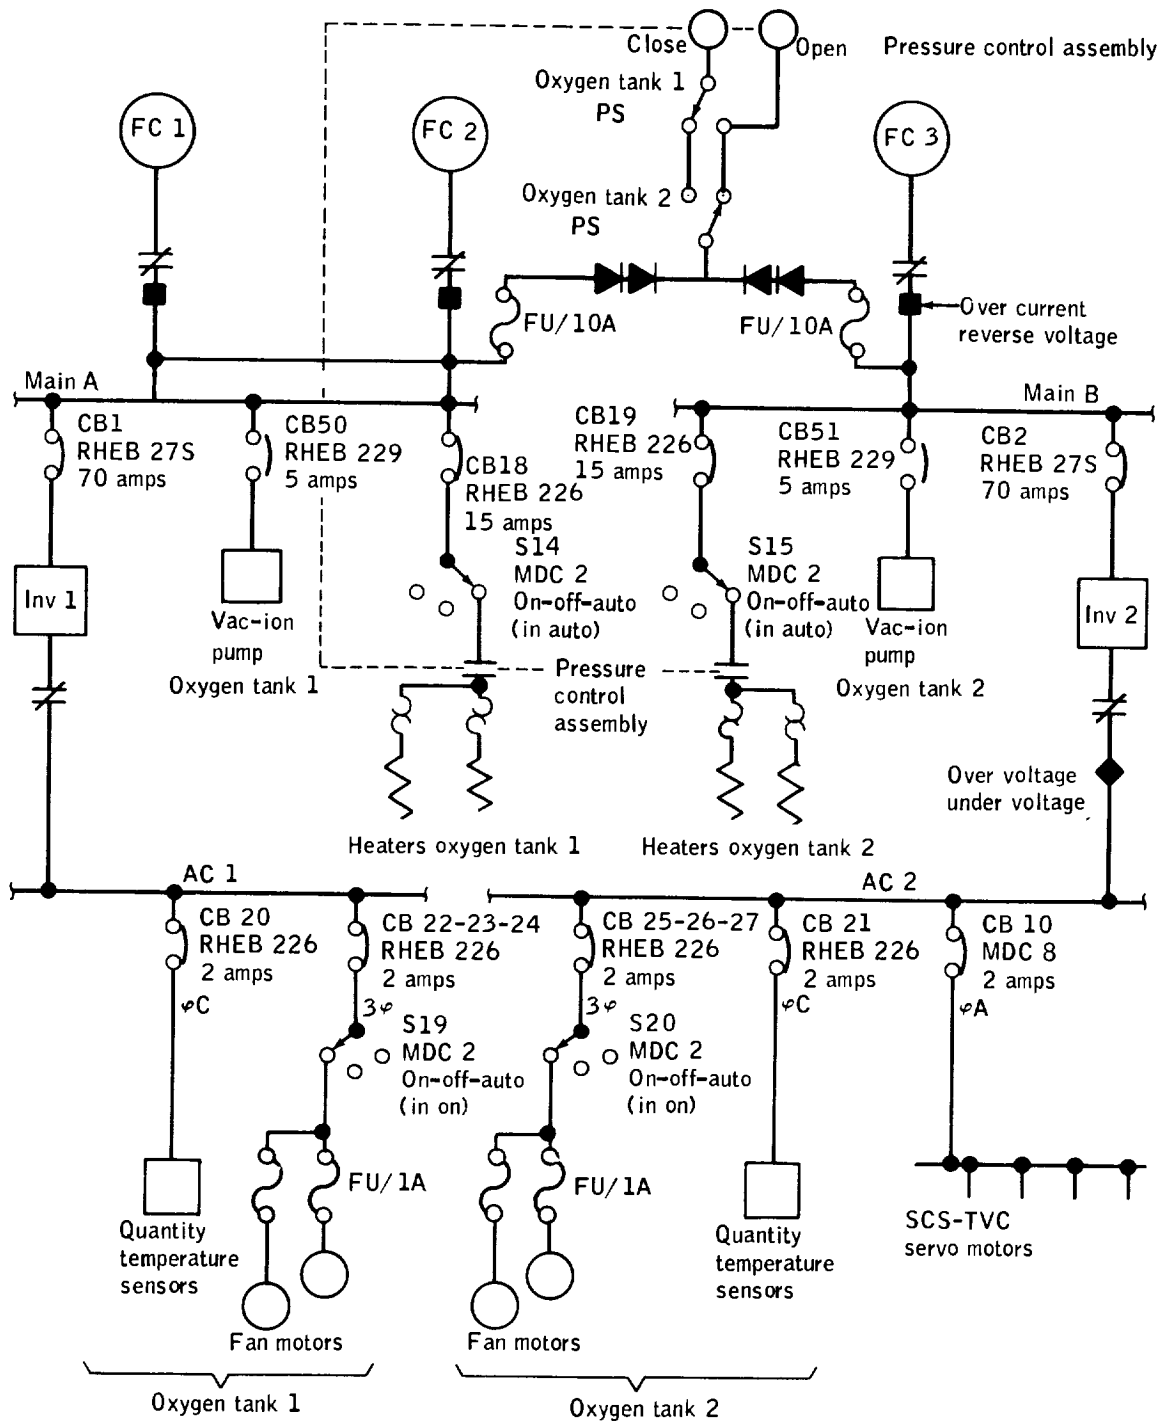 Close
Open
Pressure control assembly
Oxygen tank 1
PS
FC 1
FC 2
FC 3
Oxygen tank 2
PS
FU/10A
FU/10A
Over current
reverse voltage
Main A
Main B
CB1
RHEB 27S
70 amps
CB50
RHEB 229
5 amps
CB18
RHEB 226
15 amps
CB19
RHEB 226
15 amps
CB51
RHEB 229
5 amps
CB2
RHEB 27S
70 amps
S14
MDC 2
On-off-auto
(in auto)
S15
MDC 2
On-off-auto
(in auto)
Inv 1
Vac-ion
pump
Oxygen tank 1
Pressure
control
assembly
Vac-ion
pump
Oxygen tank 2
Inv 2
Over voltage
under voltage
Heaters oxygen tank 1
Heaters oxygen tank 2
AC 1
AC 2
CB 20
RHEB 226
2 amps
φC
CB 22-23-24
RHEB 226
2 amps
3φ
CB 25-26-27
RHEB 226
2 amps
3φ
CB 21
RHEB 226
2 amps
φC
CB 10
MDC 8
2 amps
φA
S19
MDC 2
On-off-auto
(in on)
S20
MDC 2
On-off-auto
(in on)
FU/1A
FU/1A
Quantity
temperature
sensors
Fan motors
Fan motors
Quantity
temperature
sensors
SCS-TVC
servo motors
Oxygen tank 1
Oxygen tank 2